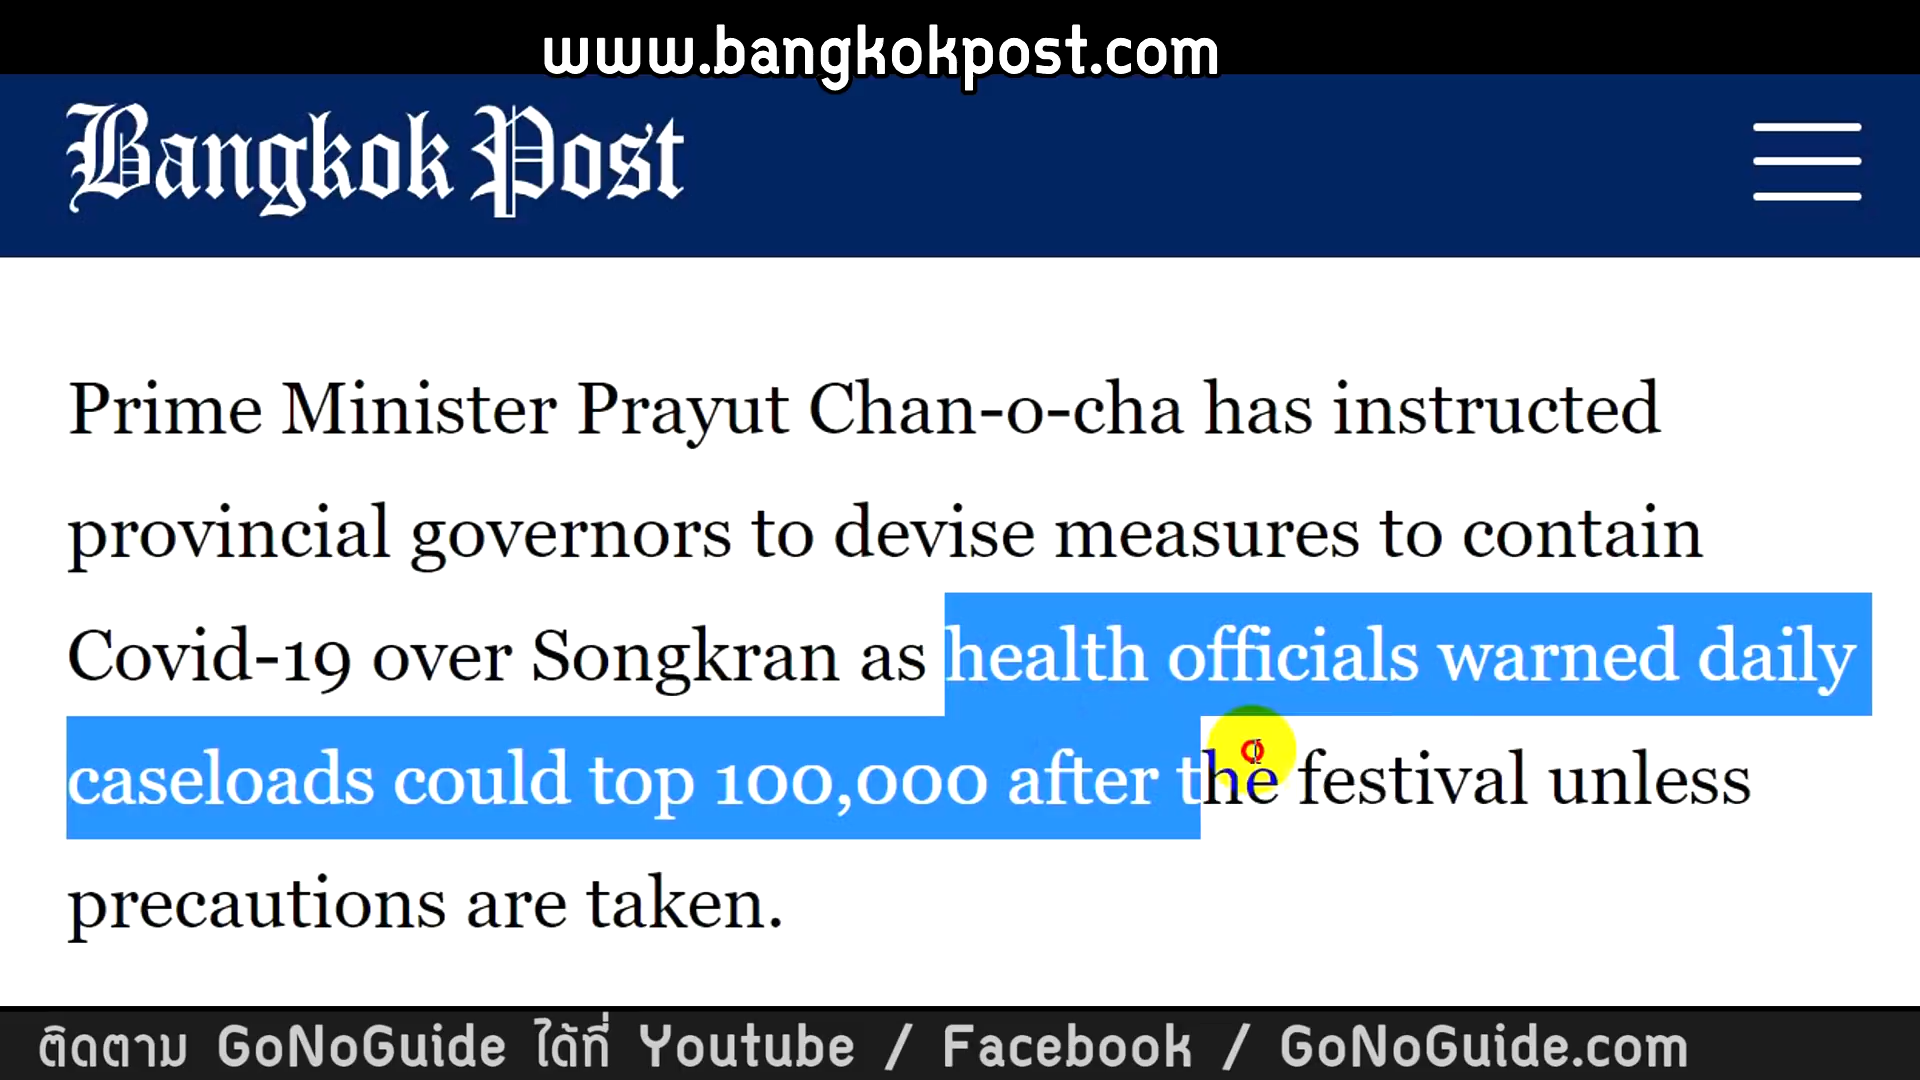 www.bangkokpost.com
Bangkok Post
Prime Minister Prayut Chan-o-cha has instructed
provincial governors to devise measures to contain
Covid-19 over Songkran as health officials warned daily
caseloads could top 100,000 after the festival unless
precautions are taken.
ติดตาม GoNoGuide ได้ที่ Youtube / Facebook / GoNoGuide.com